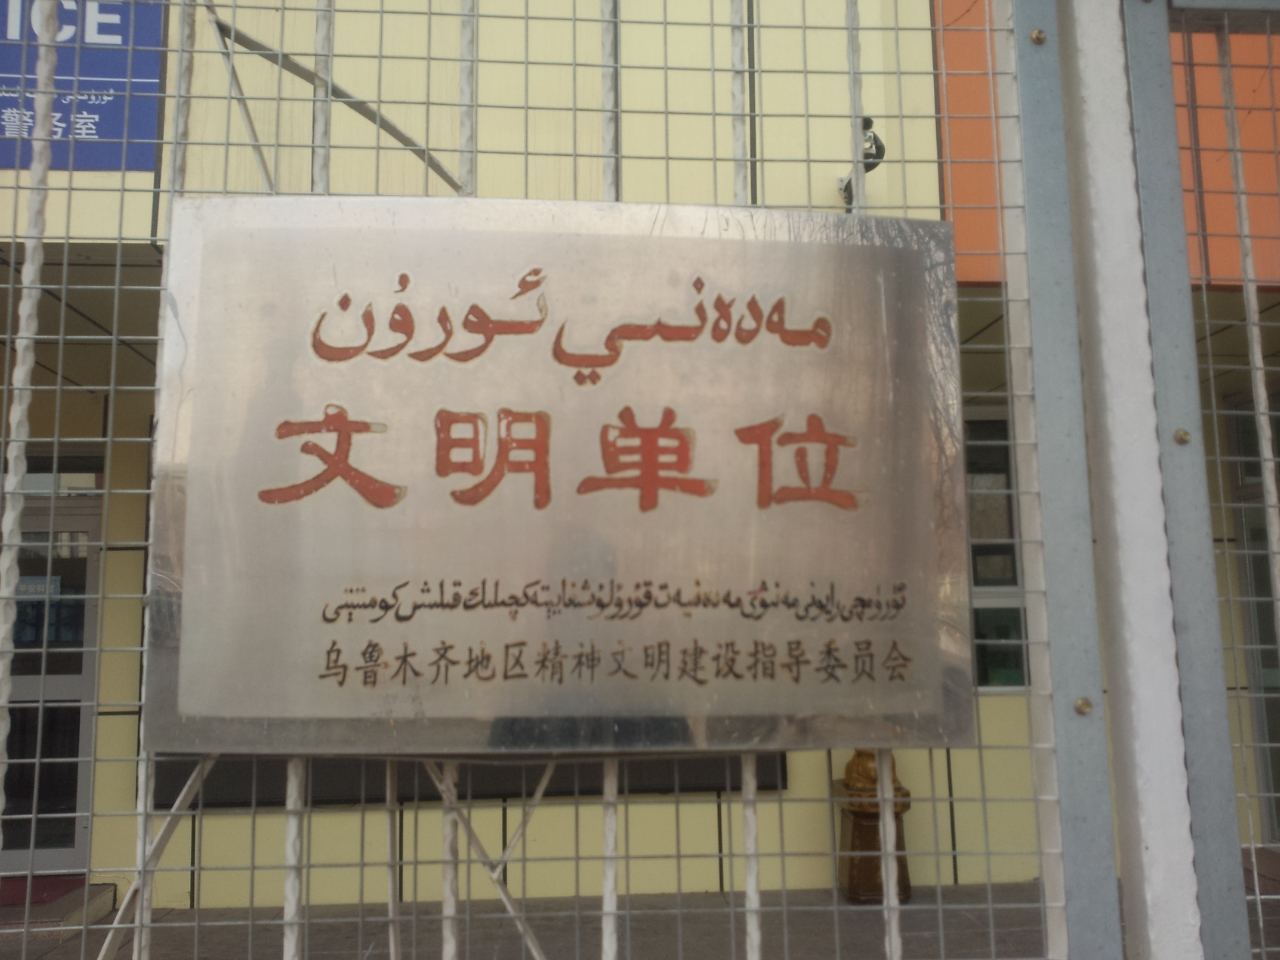 ICE
警务室
مەدەنىي ئورۇن
文明单位
ئۈرۈمچى رايونى مەنىۋى مەدەنىيەت قۇرۇلۇشىغا يېتەكچىلىك قىلىش كومىتېتى
乌鲁木齐地区精神文明建设指导委员会